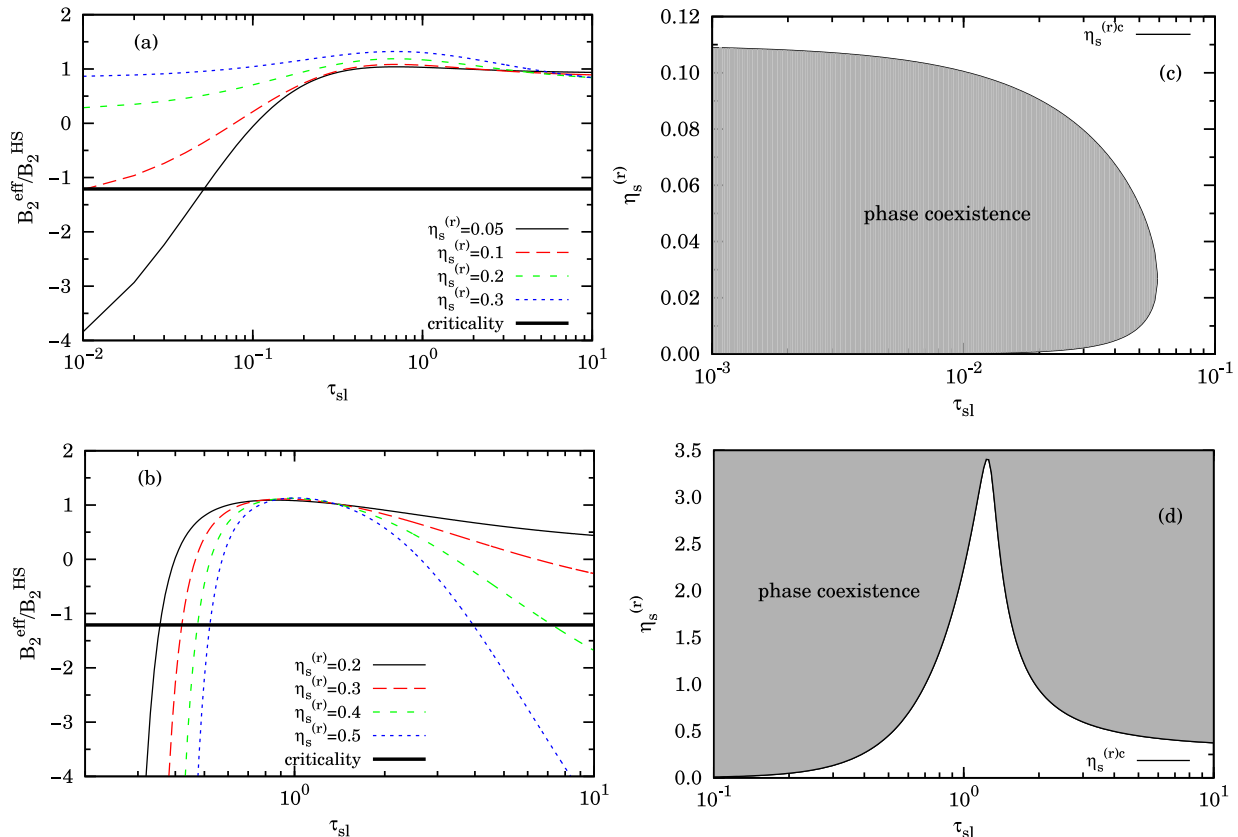 (a)
B₂ᵉᶠᶠ/B₂ᴴˢ
2
1
0
−1
−2
−3
−4
ηₛ⁽ʳ⁾=0.05
ηₛ⁽ʳ⁾=0.1
ηₛ⁽ʳ⁾=0.2
ηₛ⁽ʳ⁾=0.3
criticality
10⁻² 10⁻¹ 10⁰ 10¹
τsl
(c)
ηₛ⁽ʳ⁾ᶜ
ηₛ⁽ʳ⁾
0.12
0.10
0.08
0.06
0.04
0.02
0.00
phase coexistence
10⁻³ 10⁻² 10⁻¹
τsl
(b)
B₂ᵉᶠᶠ/B₂ᴴˢ
2
1
0
−1
−2
−3
−4
ηₛ⁽ʳ⁾=0.2
ηₛ⁽ʳ⁾=0.3
ηₛ⁽ʳ⁾=0.4
ηₛ⁽ʳ⁾=0.5
criticality
10⁰ 10¹
τsl
(d)
ηₛ⁽ʳ⁾
3.5
3.0
2.5
2.0
1.5
1.0
0.5
0.0
phase coexistence
ηₛ⁽ʳ⁾ᶜ
10⁻¹ 10⁰ 10¹
τsl